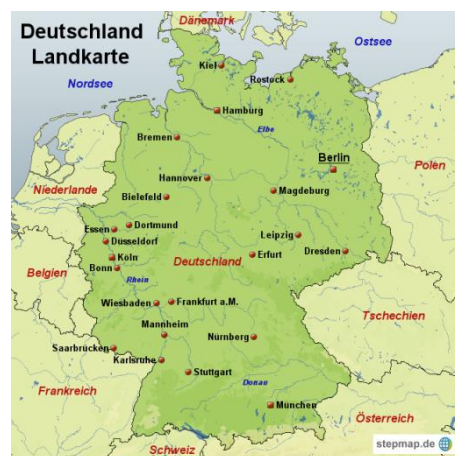 Deutschland
Landkarte
Dänemark
Ostsee
Nordsee
Kiel
Rostock
Hamburg
Elbe
Bremen
Berlin
Polen
Hannover
Magdeburg
Niederlande
Bielefeld
Dortmund
Essen
Düsseldorf
Leipzig
Dresden
Erfurt
Deutschland
Köln
Bonn
Belgien
Rhein
Wiesbaden
Frankfurt a.M.
Tschechien
Mannheim
Nürnberg
Saarbrücken
Karlsruhe
Stuttgart
Donau
Frankreich
München
Österreich
Schweiz
stepmap.de